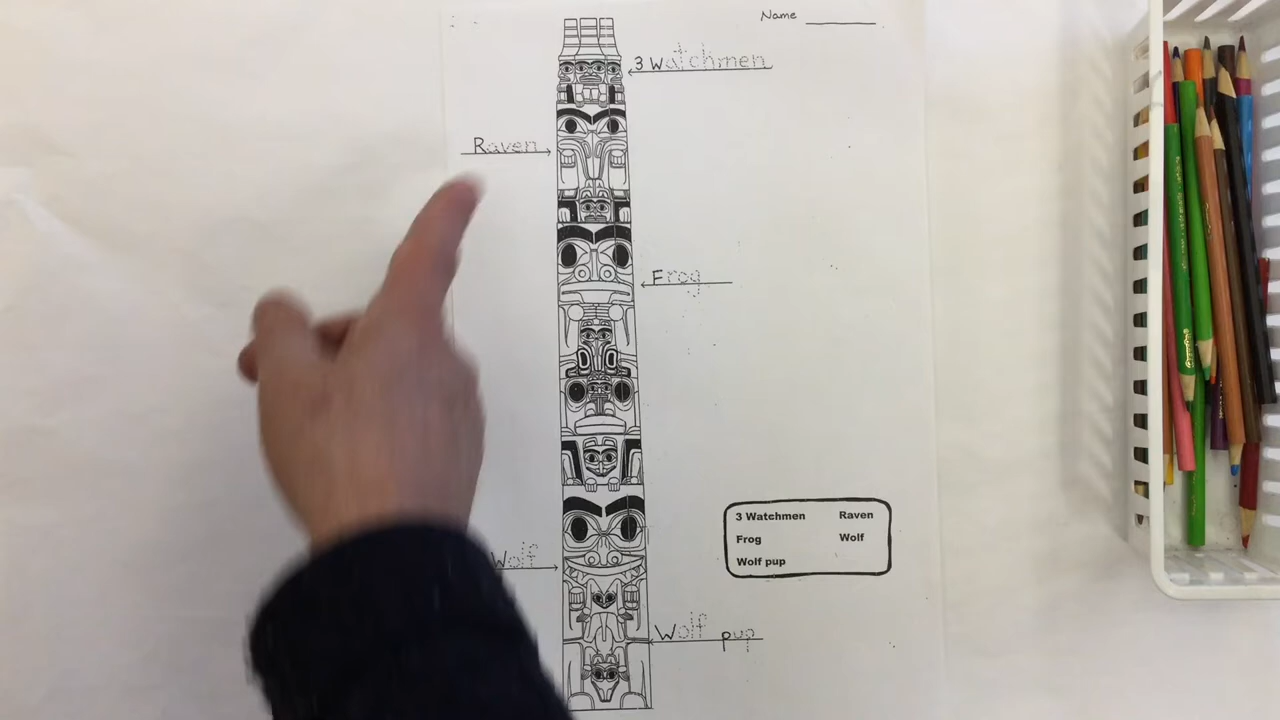 Name
3 Watchmen
Raven
Frog
3 Watchmen Raven
Frog Wolf
Wolf pup
Wolf
Wolf pup